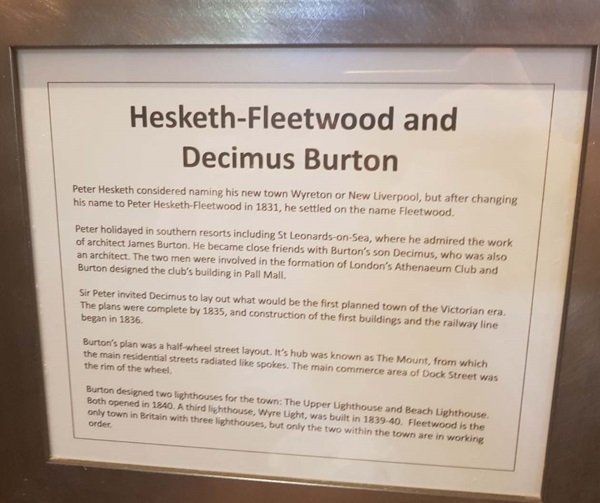 Hesketh-Fleetwood and
Decimus Burton
Peter Hesketh considered naming his new town Wyreton or New Liverpool, but after changing
his name to Peter Hesketh-Fleetwood in 1831, he settled on the name Fleetwood.
Peter holidayed in southern resorts including St Leonards-on-Sea, where he admired the work
of architect James Burton. He became close friends with Burton's son Decimus, who was also
an architect. The two men were involved in the formation of London's Athenaeum Club and
Burton designed the club's building in Pall Mall.
Sir Peter invited Decimus to lay out what would be the first planned town of the Victorian era.
The plans were complete by 1835, and construction of the first buildings and the railway line
began in 1836.
Burton's plan was a half-wheel street layout. It's hub was known as The Mount, from which
the main residential streets radiated like spokes. The main commerce area of Dock Street was
the rim of the wheel.
Burton designed two lighthouses for the town: The Upper Lighthouse and Beach Lighthouse.
Both opened in 1840. A third lighthouse, Wyre Light, was built in 1839-40. Fleetwood is the
only town in Britain with three lighthouses, but only the two within the town are in working
order.